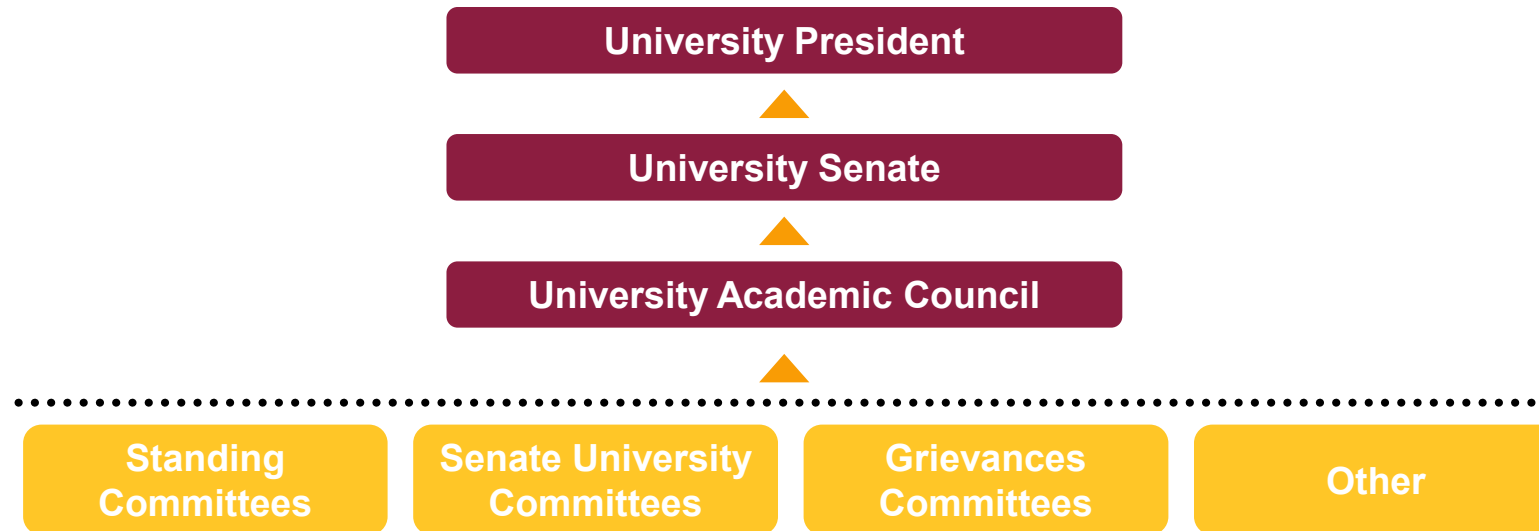 University President
University Senate
University Academic Council
Standing
Committees
Senate University
Committees
Grievances
Committees
Other